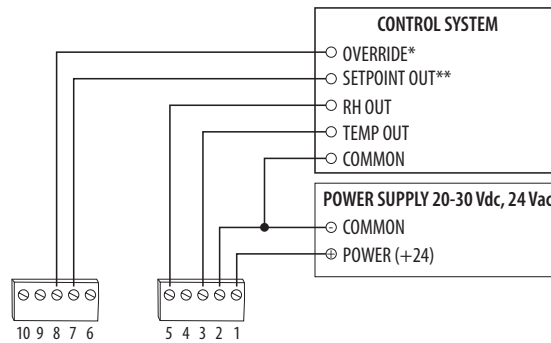 CONTROL SYSTEM
OVERRIDE*
SETPOINT OUT**
RH OUT
TEMP OUT
COMMON
POWER SUPPLY 20-30 Vdc, 24 Vac
- COMMON
+ POWER (+24)
10 9 8 7 6 5 4 3 2 1